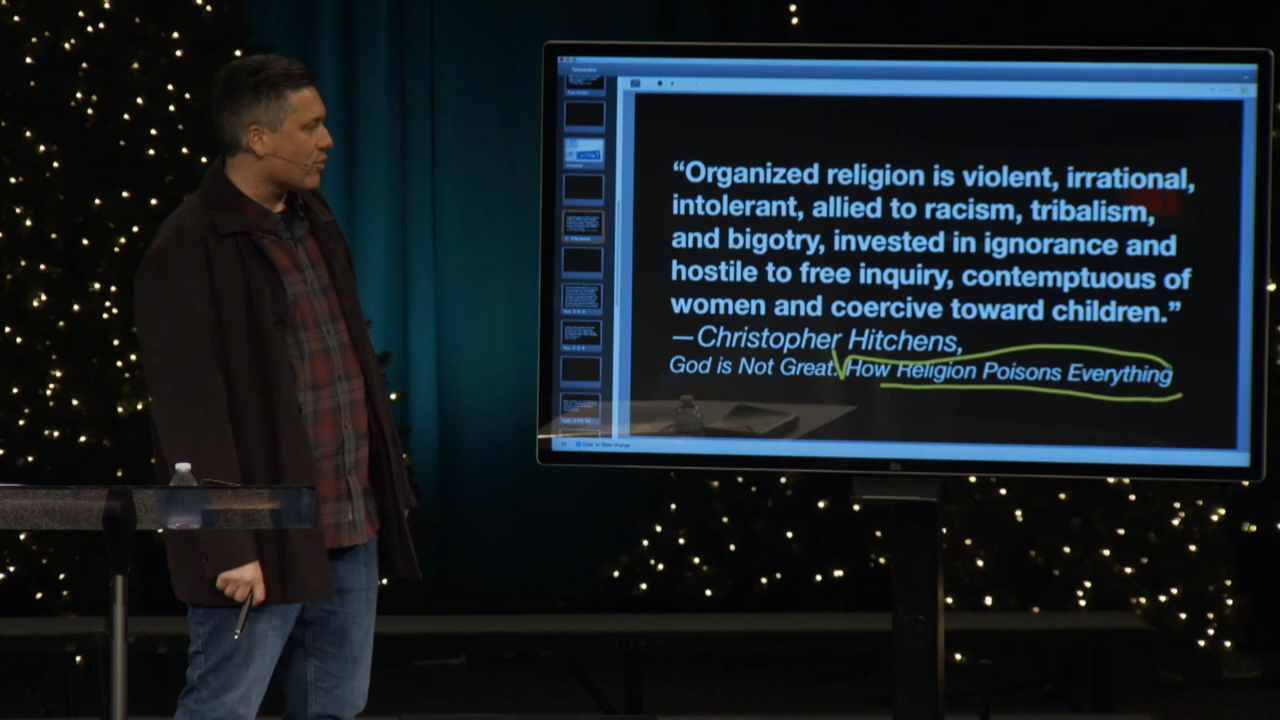 “Organized religion is violent, irrational,
intolerant, allied to racism, tribalism,
and bigotry, invested in ignorance and
hostile to free inquiry, contemptuous of
women and coercive toward children.”
—Christopher Hitchens,
God is Not Great: How Religion Poisons Everything